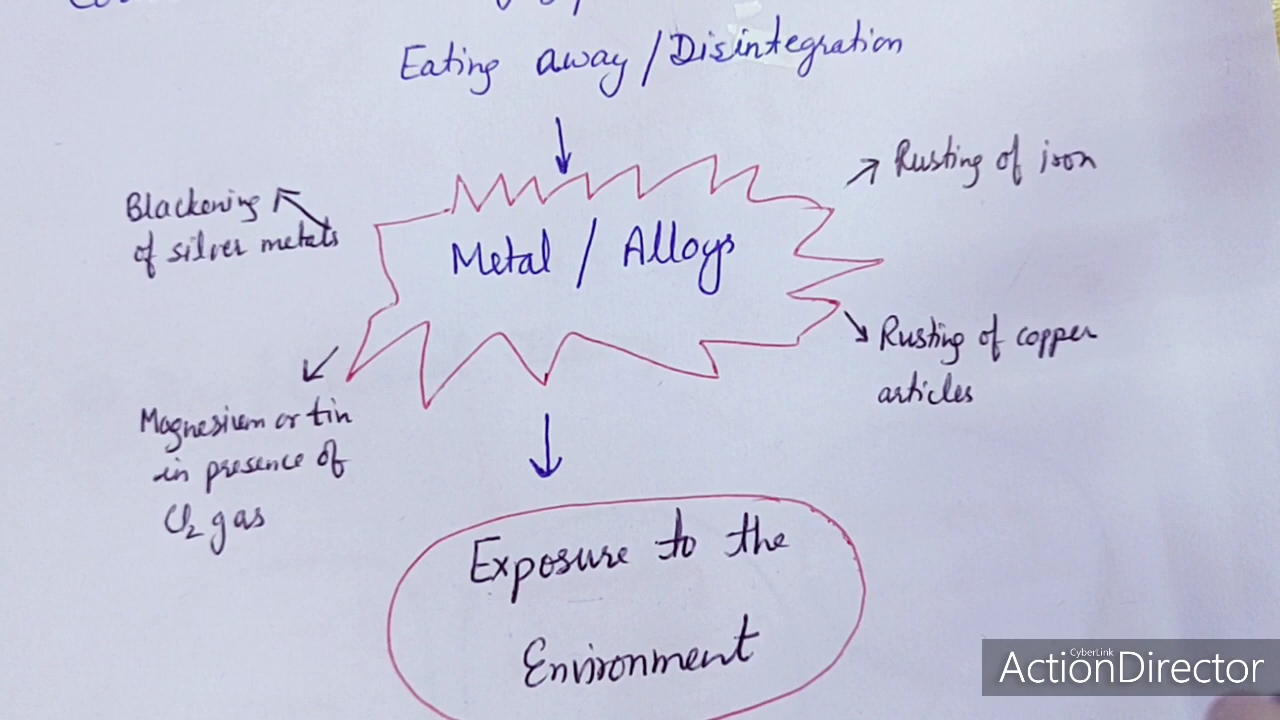 Eating away / Disintegration
Rusting of iron
Blackening
of silver metals
Metal / Alloys
Rusting of copper
articles
Magnesium or tin
in presence of
Cl₂ gas
Exposure to the
Environment
CyberLink
ActionDirector